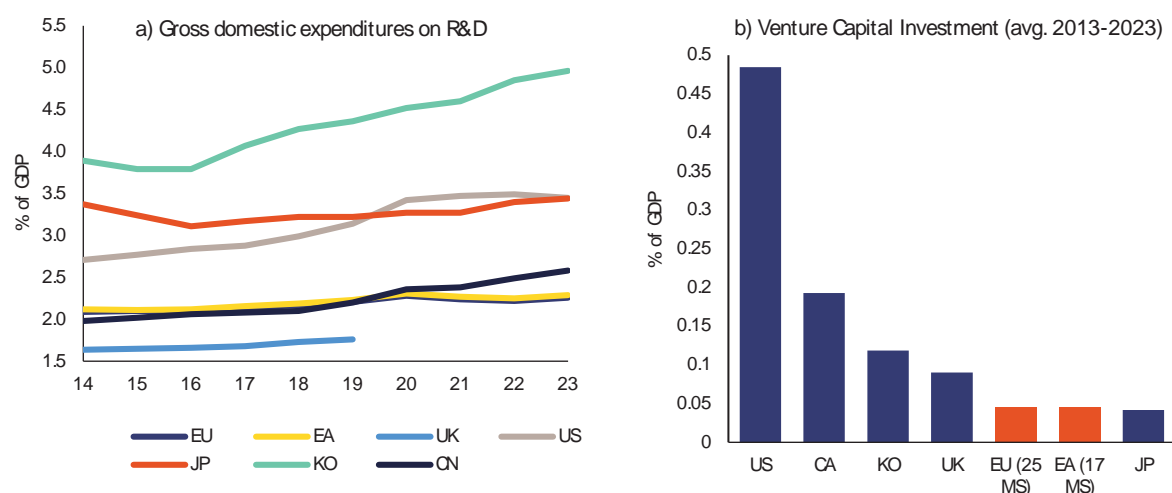 a) Gross domestic expenditures on R&D
% of GDP
5.5
5.0
4.5
4.0
3.5
3.0
2.5
2.0
1.5
14 15 16 17 18 19 20 21 22 23
EU EA UK US
JP KO CN
b) Venture Capital Investment (avg. 2013-2023)
% of GDP
0.5
0.45
0.4
0.35
0.3
0.25
0.2
0.15
0.1
0.05
0
US CA KO UK EU (25 MS) EA (17 MS) JP